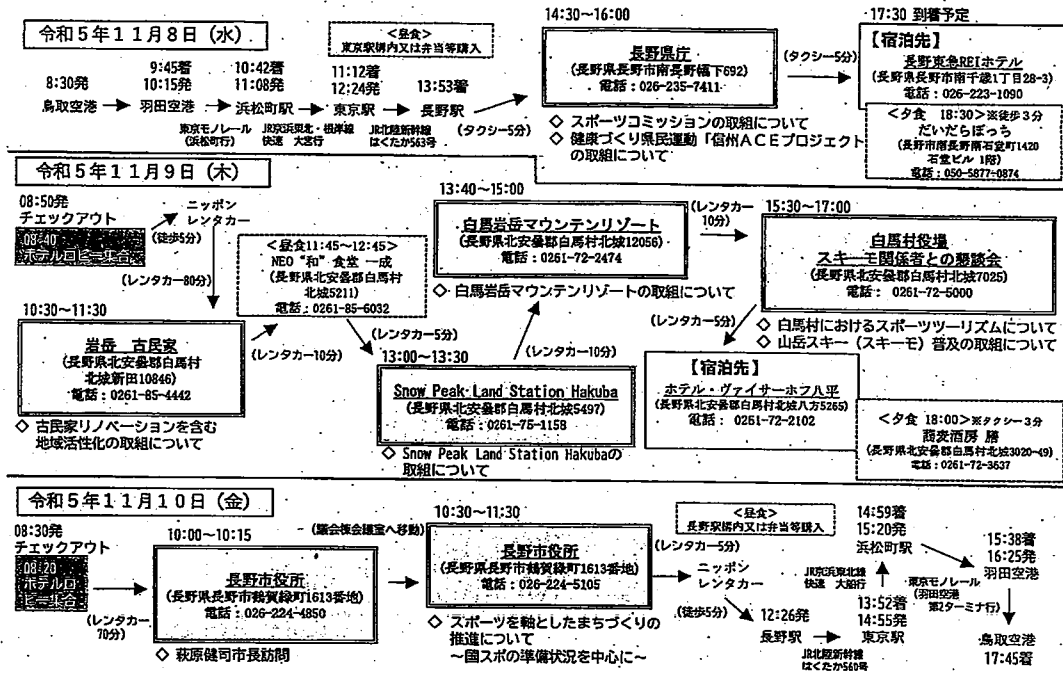 令和5年11月8日（水）
<昼食>
東京駅構内又は弁当等購入
8:30発
鳥取空港
9:45着
10:15発
羽田空港
東京モノレール
（浜松町行）
10:42着
11:08発
浜松町駅
JR京浜東北・根岸線
快速 大宮行
11:12着
12:24発
東京駅
JR北陸新幹線
はくたか563号
13:53着
長野駅
（タクシー5分）
14:30～16:00
長野県庁
（長野県長野市南長野幅下692）
電話：026-235-7411
◇ スポーツコミッションの取組について
◇ 健康づくり県民運動「信州ACEプロジェクト
の取組について
（タクシー5分）
17:30 到着予定
【宿泊先】
長野東急REIホテル
（長野県長野市南千歳1丁目28-3）
電話：026-223-1090
<夕食 18:30>※徒歩3分
だいだらぼっち
（長野市南長野南石堂町1420
石堂ビル 1階）
電話：050-5877-0874
令和5年11月9日（木）
08:50発
チェックアウト
08:40
ホテルロビー集合
（徒歩5分）
ニッポン
レンタカー
（レンタカー80分）
10:30～11:30
岩岳 古民家
（長野県北安曇郡白馬村
北城新田10846）
電話：0261-85-4442
◇ 古民家リノベーションを含む
地域活性化の取組について
（レンタカー10分）
<昼食11:45～12:45>
NEO“和”食堂 一成
（長野県北安曇郡白馬村
北城5211）
電話：0261-85-6032
（レンタカー5分）
13:00～13:30
Snow Peak Land Station Hakuba
（長野県北安曇郡白馬村北城5497）
電話：0261-75-1158
◇ Snow Peak Land Station Hakubaの
取組について
（レンタカー10分）
13:40～15:00
白馬岩岳マウンテンリゾート
（長野県北安曇郡白馬村北城12056）
電話：0261-72-2474
◇ 白馬岩岳マウンテンリゾートの取組について
（レンタカー
10分）
15:30～17:00
白馬村役場
スキーモ関係者との懇談会
（長野県北安曇郡白馬村北城7025）
電話： 0261-72-5000
◇ 白馬村におけるスポーツツーリズムについて
◇ 山岳スキー（スキーモ）普及の取組について
（レンタカー5分）
【宿泊先】
ホテル・ヴァイサーホフ八平
（長野県北安曇郡白馬村北城八方5265）
電話： 0261-72-2102
<夕食 18:00>※タクシー3分
蕎麦酒房 膳
（長野県北安曇郡白馬村北城3020-49）
電話：0261-72-3637
令和5年11月10日（金）
08:30発
チェックアウト
08:20
ホテルロ
ビー集合
（レンタカー
70分）
10:00～10:15
長野市役所
（長野県長野市鶴賀緑町1613番地）
電話：026-224-4850
◇ 荻原健司市長訪問
（議会後会議室へ移動）
10:30～11:30
長野市役所
（長野県長野市鶴賀緑町1613番地）
電話：026-224-5105
◇ スポーツを軸としたまちづくりの
推進について
～国スポの準備状況を中心に～
（レンタカー5分）
ニッポン
レンタカー
（徒歩5分）
<昼食>
長野駅構内又は弁当等購入
12:26発
長野駅
JR北陸新幹線
はくたか560号
13:52着
14:55発
東京駅
JR京浜東北線
快速 大船行
14:59着
15:20発
浜松町駅
（東京モノレール
（羽田空港
第2ターミナ行）
15:38着
16:25発
羽田空港
鳥取空港
17:45着